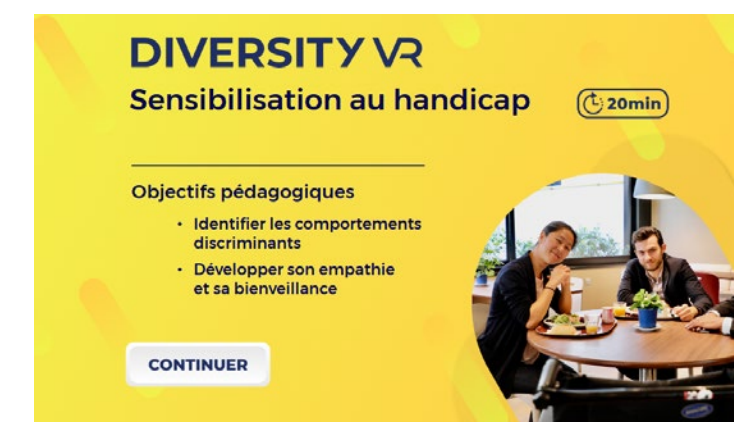 DIVERSITY VR
Sensibilisation au handicap
20min
Objectifs pédagogiques
• Identifier les comportements
discriminants
• Développer son empathie
et sa bienveillance
CONTINUER